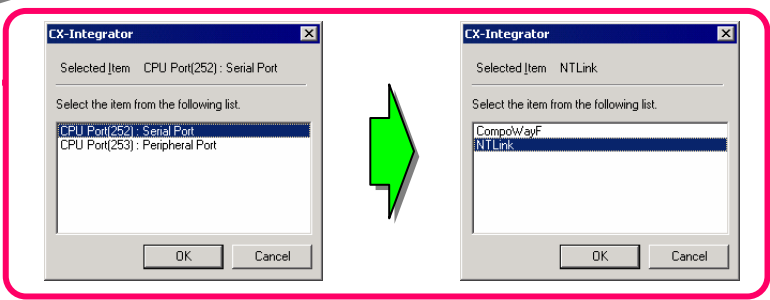 CX-Integrator
Selected Item CPU Port(252) : Serial Port
Select the item from the following list.
CPU Port(252) : Serial Port
CPU Port(253) : Peripheral Port
OK Cancel
CX-Integrator
Selected Item NTLink
Select the item from the following list.
CompoWayF
NTLink
OK Cancel